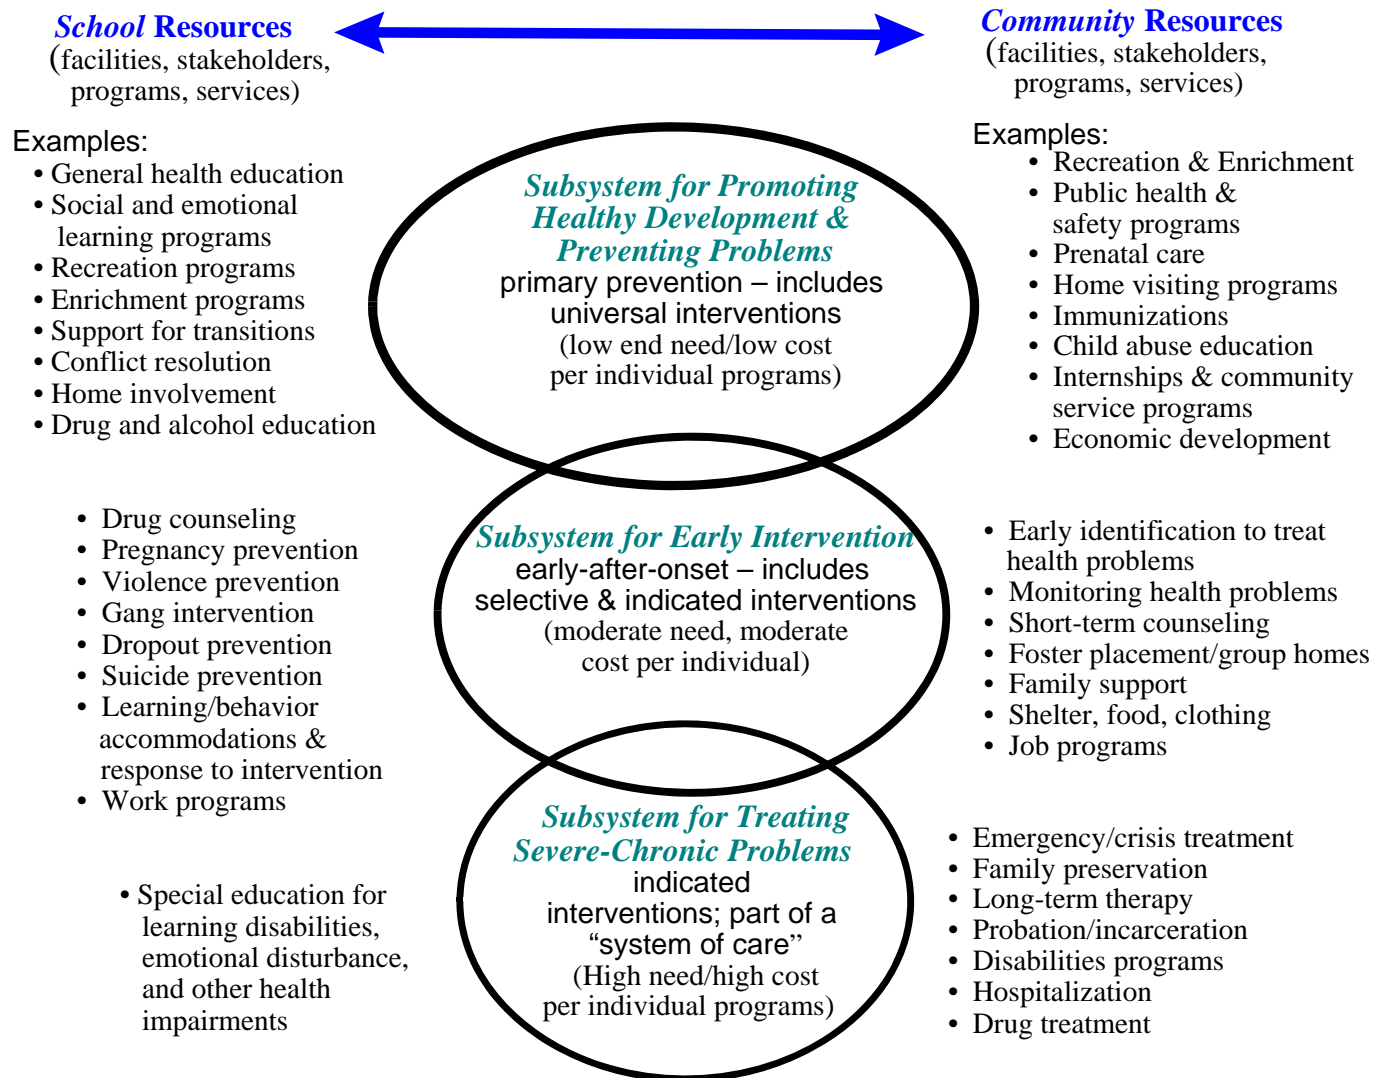 School Resources
(facilities, stakeholders,
programs, services)
Examples:
• General health education
• Social and emotional
learning programs
• Recreation programs
• Enrichment programs
• Support for transitions
• Conflict resolution
• Home involvement
• Drug and alcohol education
• Drug counseling
• Pregnancy prevention
• Violence prevention
• Gang intervention
• Dropout prevention
• Suicide prevention
• Learning/behavior
accommodations &
response to intervention
• Work programs
• Special education for
learning disabilities,
emotional disturbance,
and other health
impairments
Subsystem for Promoting
Healthy Development &
Preventing Problems
primary prevention – includes
universal interventions
(low end need/low cost
per individual programs)
Subsystem for Early Intervention
early-after-onset – includes
selective & indicated interventions
(moderate need, moderate
cost per individual)
Subsystem for Treating
Severe-Chronic Problems
indicated
interventions; part of a
“system of care”
(High need/high cost
per individual programs)
Community Resources
(facilities, stakeholders,
programs, services)
Examples:
• Recreation & Enrichment
• Public health &
safety programs
• Prenatal care
• Home visiting programs
• Immunizations
• Child abuse education
• Internships & community
service programs
• Economic development
• Early identification to treat
health problems
• Monitoring health problems
• Short-term counseling
• Foster placement/group homes
• Family support
• Shelter, food, clothing
• Job programs
• Emergency/crisis treatment
• Family preservation
• Long-term therapy
• Probation/incarceration
• Disabilities programs
• Hospitalization
• Drug treatment